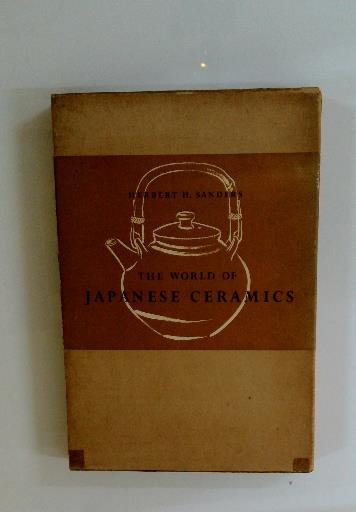 HERBERT H. SANDERS
THE WORLD OF
JAPANESE CERAMICS